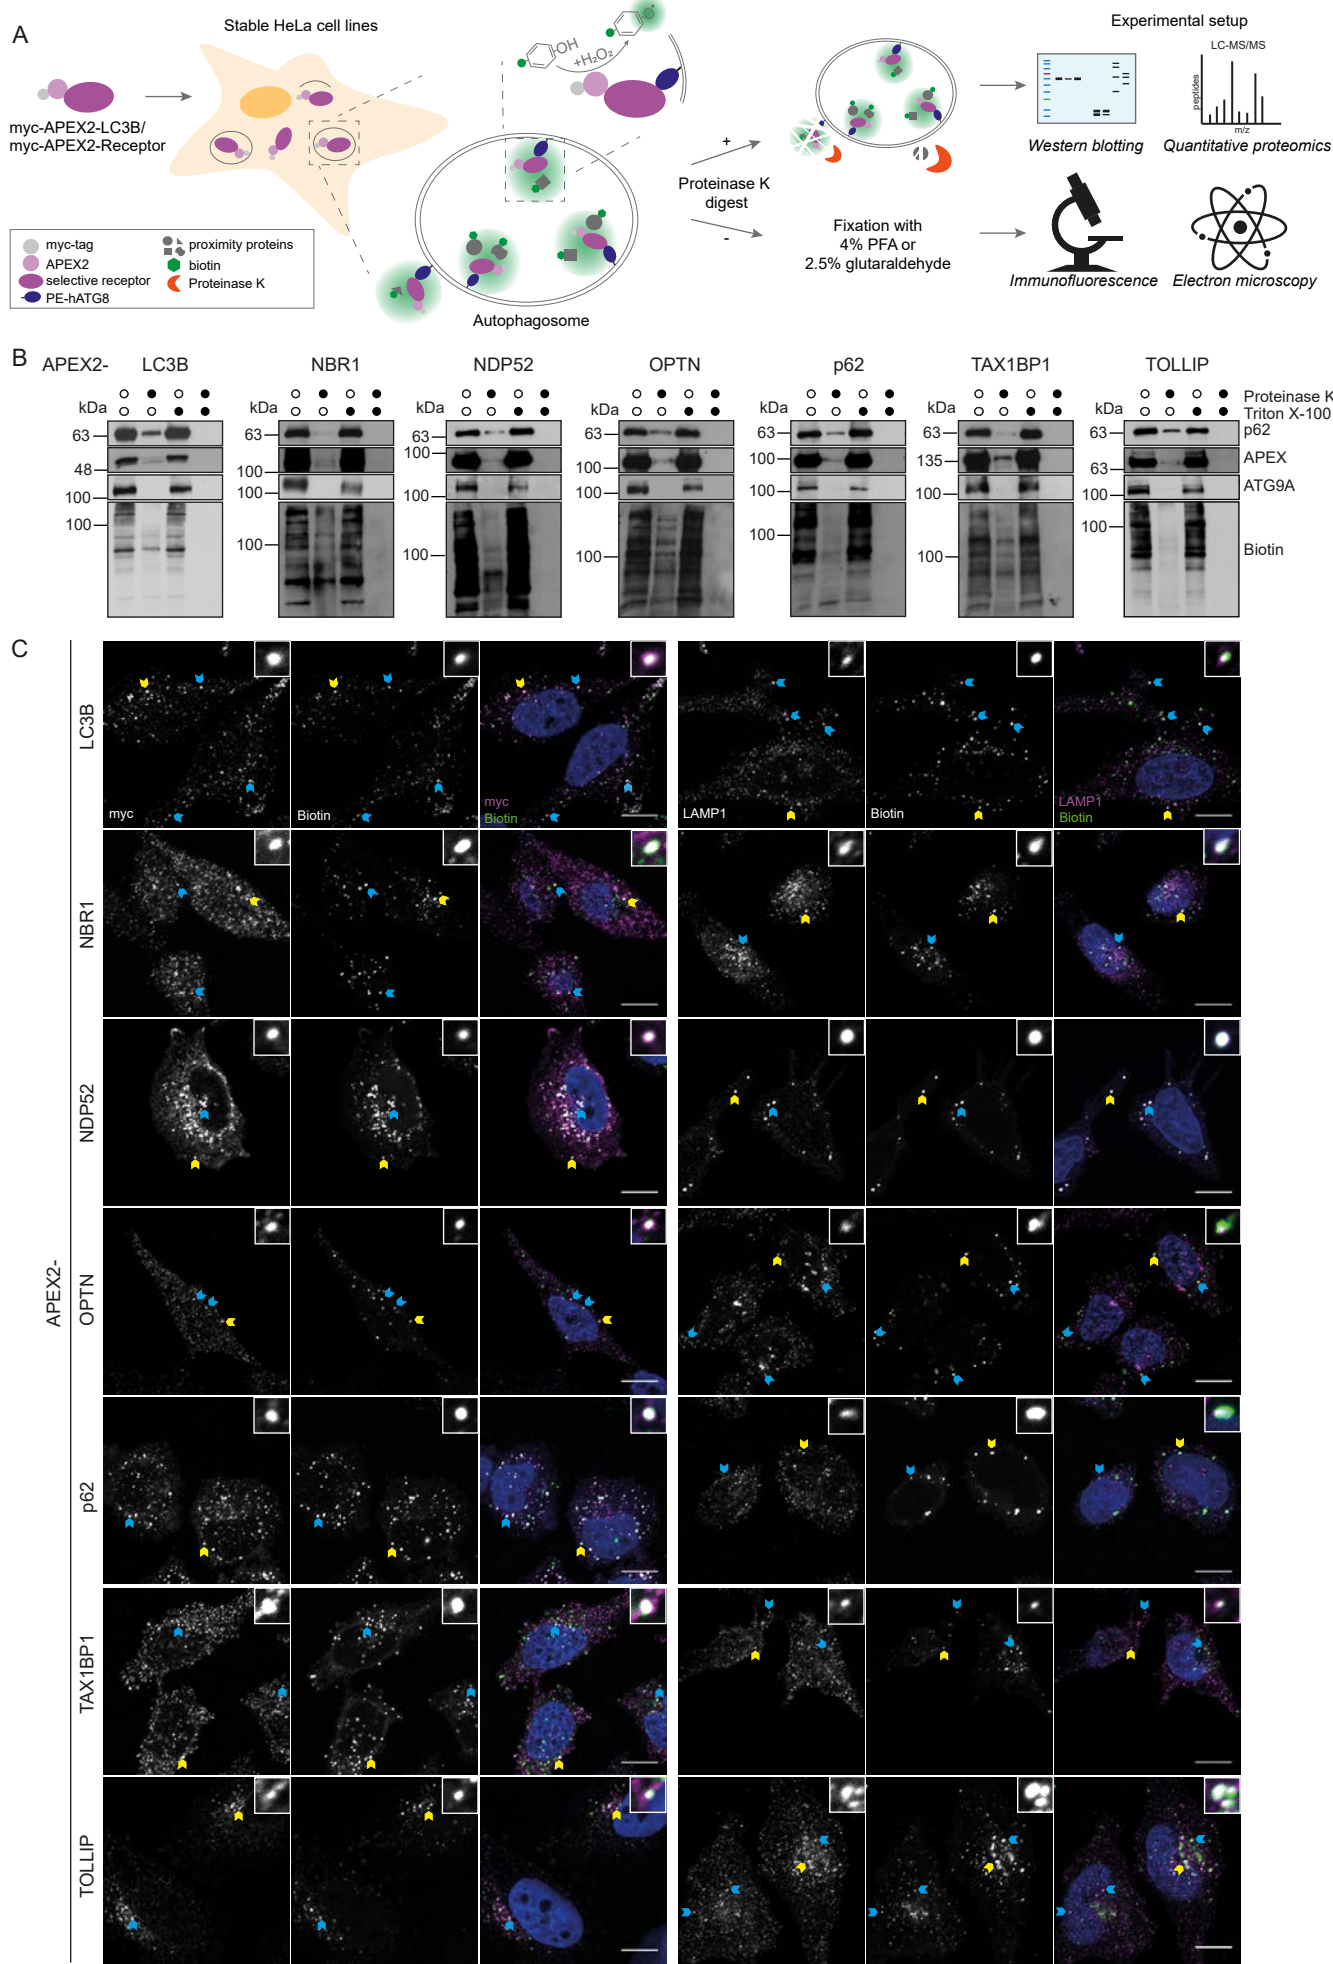 A
Stable HeLa cell lines
myc-APEX2-LC3B/
myc-APEX2-Receptor
OH
+H₂O₂
Proteinase K
digest
+
-
Autophagosome
Fixation with
4% PFA or
2.5% glutaraldehyde
Experimental setup
LC-MS/MS
peptides
m/z
Western blotting
Quantitative proteomics
Immunofluorescence
Electron microscopy
myc-tag
APEX2
selective receptor
PE-hATG8
proximity proteins
biotin
Proteinase K
B
APEX2-
LC3B
NBR1
NDP52
OPTN
p62
TAX1BP1
TOLLIP
Proteinase K
Triton X-100
kDa
kDa
kDa
kDa
kDa
kDa
kDa
63
63
63
63
63
63
63
p62
48
100
100
100
100
135
63
APEX
100
100
100
100
100
100
100
ATG9A
100
100
100
100
100
100
100
Biotin
C
APEX2-
LC3B
myc
Biotin
myc
Biotin
LAMP1
Biotin
LAMP1
Biotin
NBR1
NDP52
OPTN
p62
TAX1BP1
TOLLIP